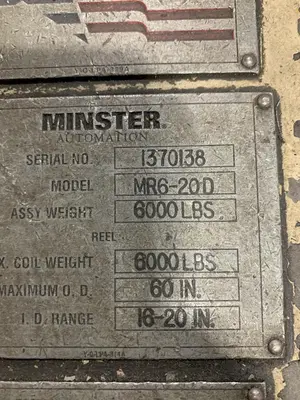 MINSTER
AUTOMATION
SERIAL NO. 1370138
MODEL MR6-20D
ASSY WEIGHT 6000 LBS
REEL
X. COIL WEIGHT 6000 LBS
MAXIMUM O. D. 60 IN.
I. D. RANGE 16-20 IN.